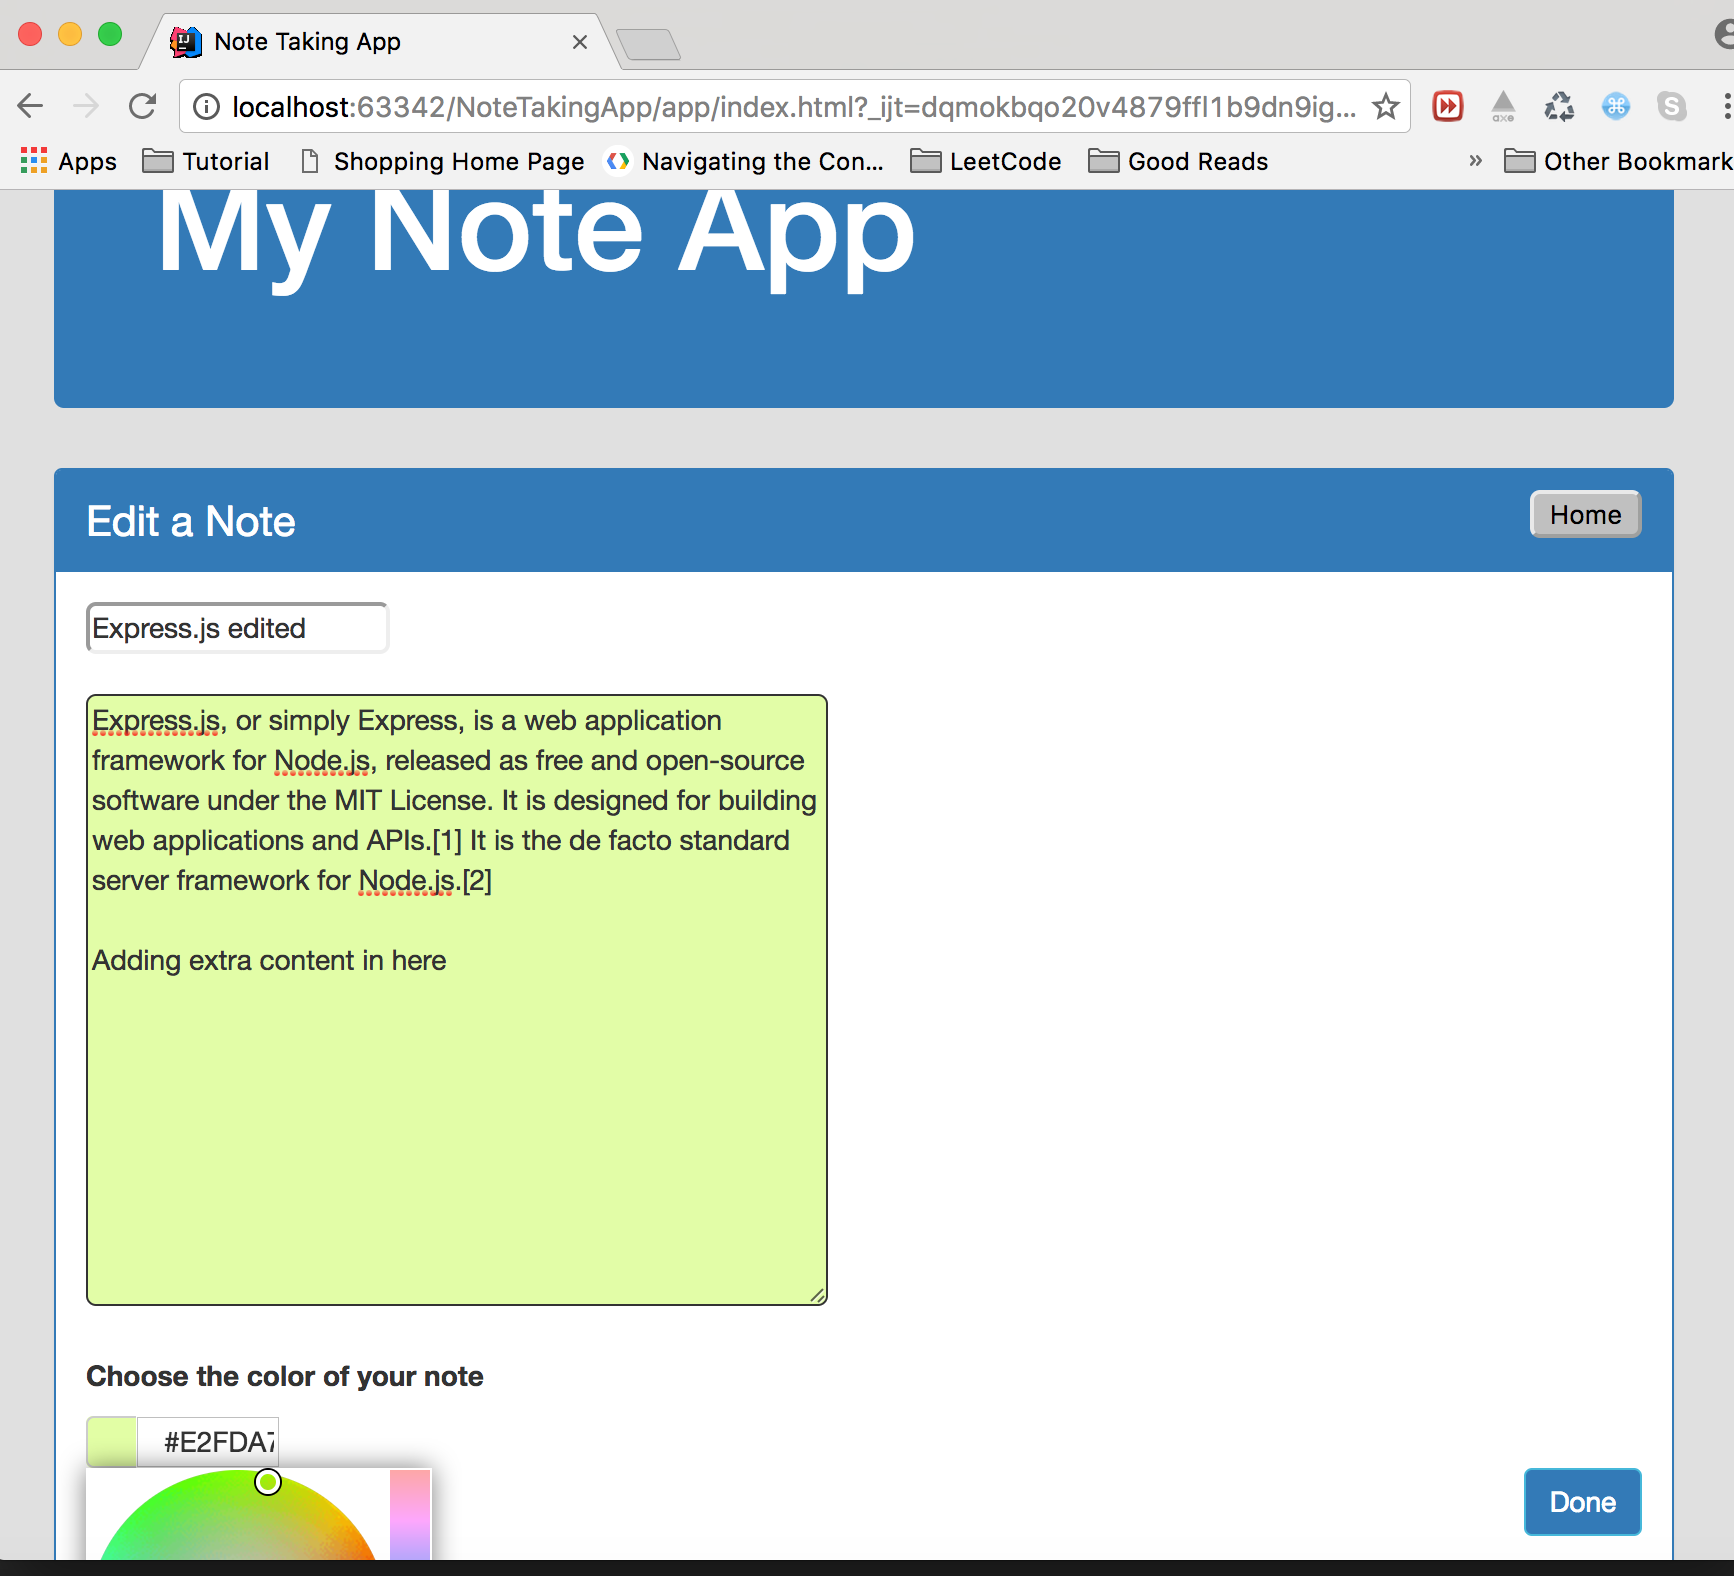 Note Taking App
localhost:63342/NoteTakingApp/app/index.html?_ijt=dqmokbqo20v4879ffl1b9dn9ig...
axe
Apps Tutorial Shopping Home Page Navigating the Con... LeetCode Good Reads » Other Bookmark
My Note App
Edit a Note
Home
Express.js edited
Express.js, or simply Express, is a web application
framework for Node.js, released as free and open-source
software under the MIT License. It is designed for building
web applications and APIs.[1] It is the de facto standard
server framework for Node.js.[2]
Adding extra content in here
Choose the color of your note
#E2FDA7
Done